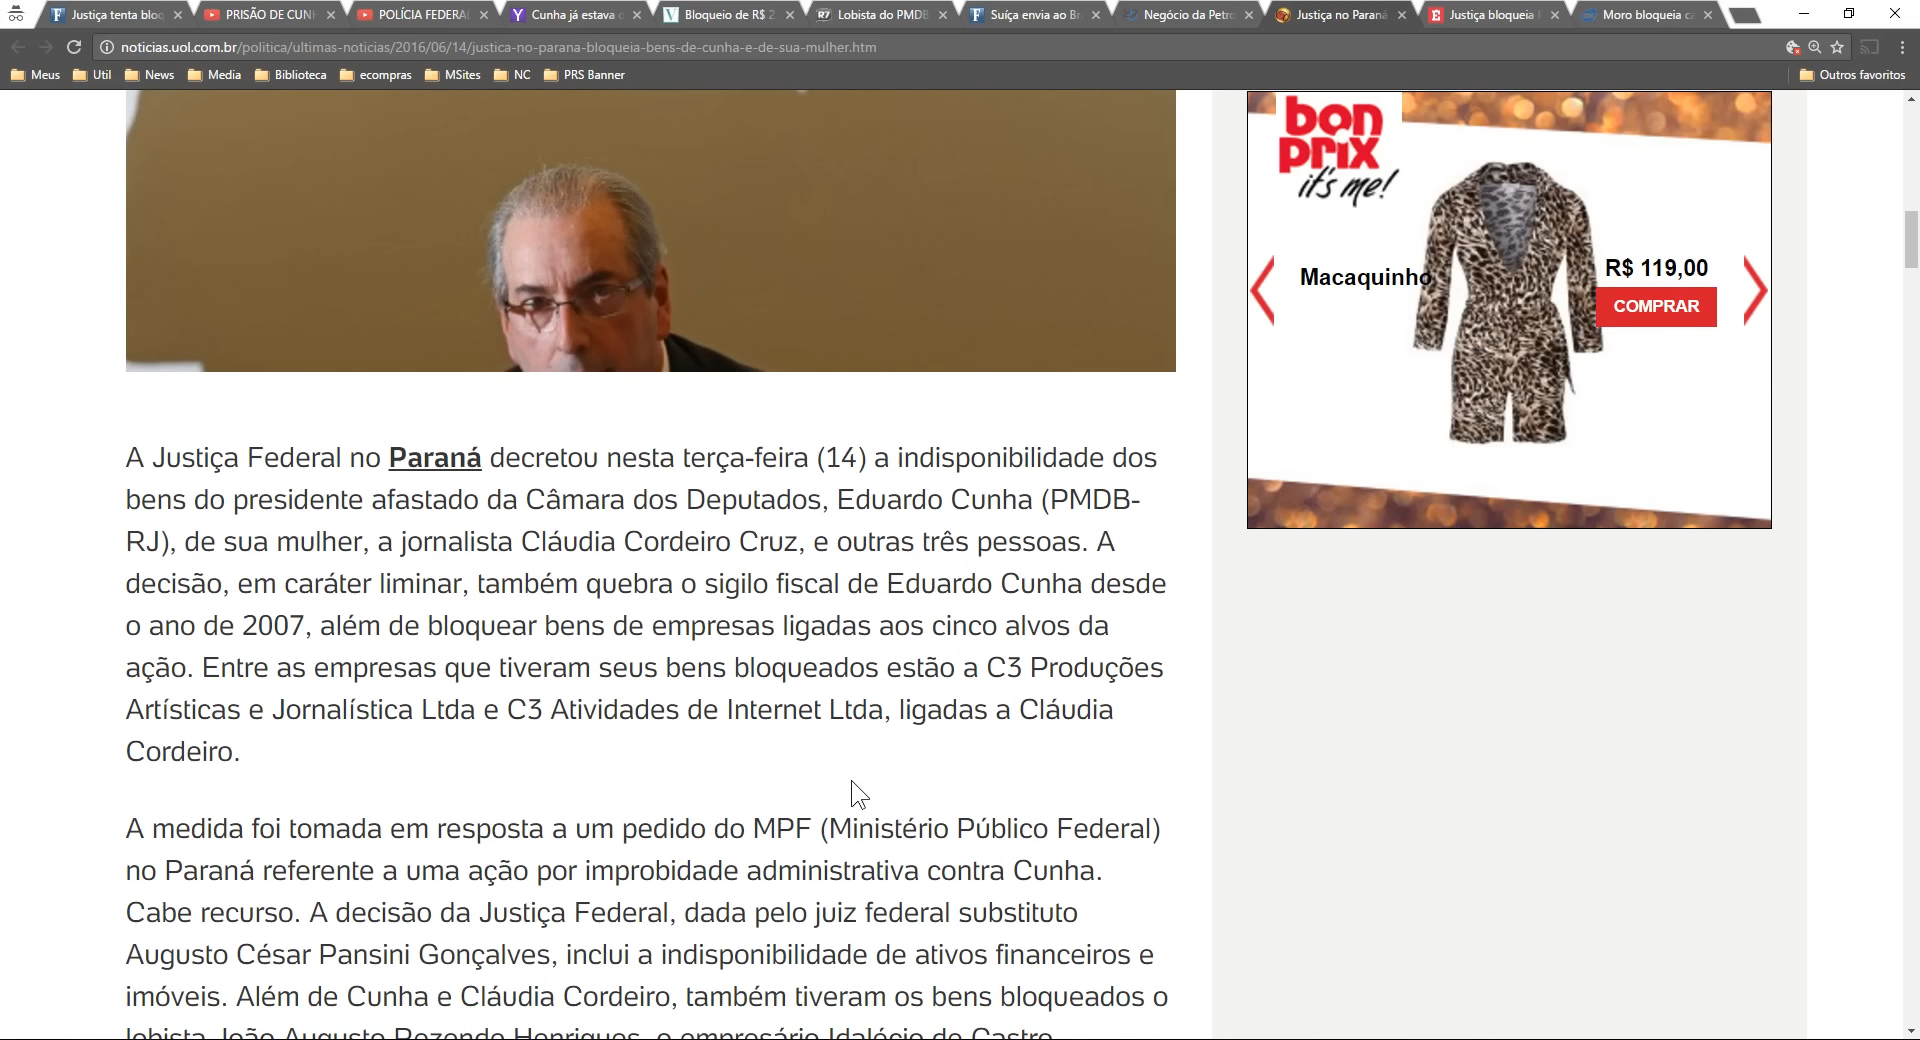 Justiça tenta bloq
PRISÃO DE CUN
POLÍCIA FEDERAL
Cunha já estava
Bloqueio de R$ 2
Lobista do PMDB
Suíça envia ao Br
Negócio da Petro
Justiça no Paraná
Justiça bloqueia
Moro bloqueia
noticias.uol.com.br/politica/ultimas-noticias/2016/06/14/justica-no-parana-bloqueia-bens-de-cunha-e-de-sua-mulher.htm
Meus Util News Media Biblioteca ecompras MSites NC PRS Banner Outros favoritos
bon
prix
it's me!
Macaquinho
R$ 119,00
COMPRAR
A Justiça Federal no Paraná decretou nesta terça-feira (14) a indisponibilidade dos
bens do presidente afastado da Câmara dos Deputados, Eduardo Cunha (PMDB-
RJ), de sua mulher, a jornalista Cláudia Cordeiro Cruz, e outras três pessoas. A
decisão, em caráter liminar, também quebra o sigilo fiscal de Eduardo Cunha desde
o ano de 2007, além de bloquear bens de empresas ligadas aos cinco alvos da
ação. Entre as empresas que tiveram seus bens bloqueados estão a C3 Produções
Artísticas e Jornalística Ltda e C3 Atividades de Internet Ltda, ligadas a Cláudia
Cordeiro.
A medida foi tomada em resposta a um pedido do MPF (Ministério Público Federal)
no Paraná referente a uma ação por improbidade administrativa contra Cunha.
Cabe recurso. A decisão da Justiça Federal, dada pelo juiz federal substituto
Augusto César Pansini Gonçalves, inclui a indisponibilidade de ativos financeiros e
imóveis. Além de Cunha e Cláudia Cordeiro, também tiveram os bens bloqueados o
lobista João Augusto Rezende Henriques, o empresário Idalécio de Castro